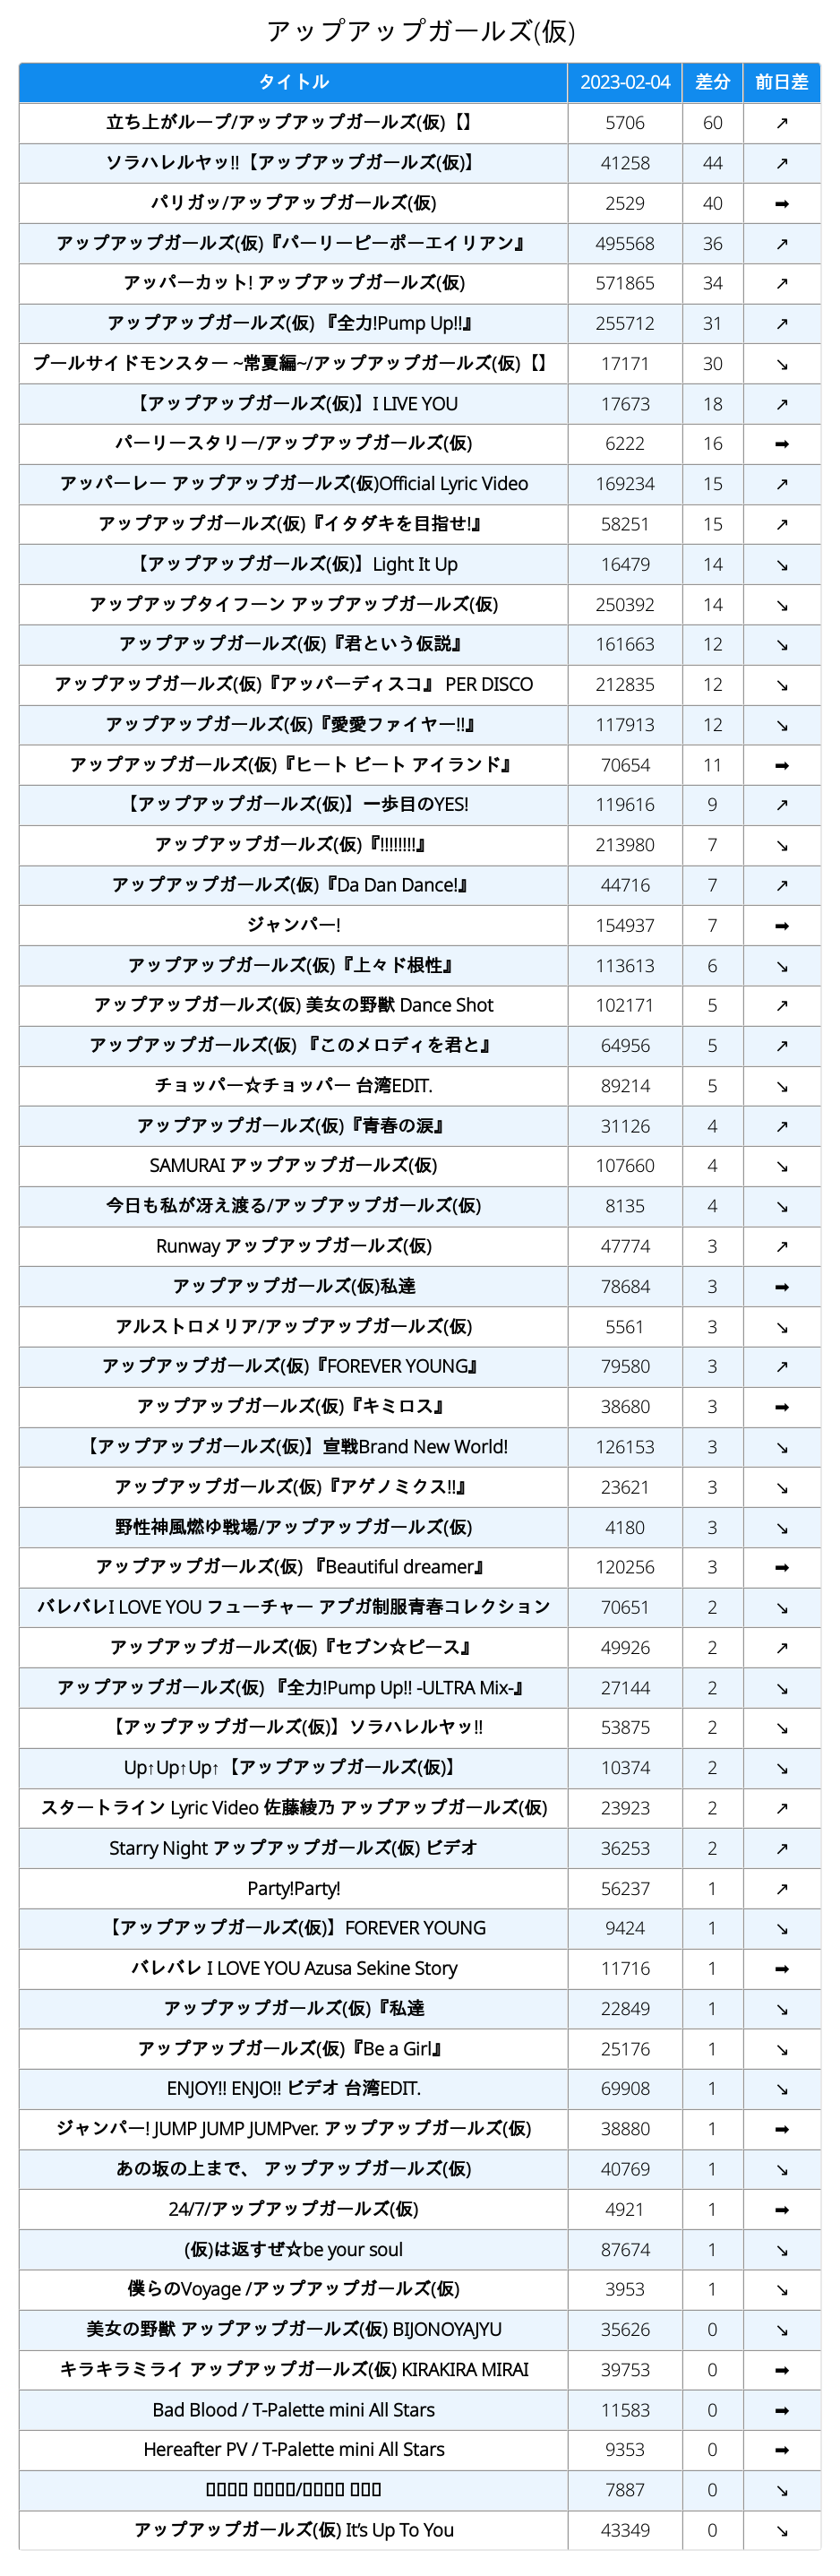 アップアップガールズ(仮)
タイトル 2023-02-04 差分 前日差
立ち上がループ/アップアップガールズ(仮)【】 5706 60 ↗
ソラハレルヤッ!!【アップアップガールズ(仮)】 41258 44 ↗
パリガッ/アップアップガールズ(仮) 2529 40 ➡
アップアップガールズ(仮)『パーリーピーポーエイリアン』 495568 36 ↗
アッパーカット! アップアップガールズ(仮) 571865 34 ↗
アップアップガールズ(仮) 『全力!Pump Up!!』 255712 31 ↗
プールサイドモンスター ~常夏編~/アップアップガールズ(仮)【】 17171 30 ↘
【アップアップガールズ(仮)】I LIVE YOU 17673 18 ↗
パーリースタリー/アップアップガールズ(仮) 6222 16 ➡
アッパーレー アップアップガールズ(仮)Official Lyric Video 169234 15 ↗
アップアップガールズ(仮)『イタダキを目指せ!』 58251 15 ↗
【アップアップガールズ(仮)】Light It Up 16479 14 ↘
アップアップタイフーン アップアップガールズ(仮) 250392 14 ↘
アップアップガールズ(仮)『君という仮説』 161663 12 ↘
アップアップガールズ(仮)『アッパーディスコ』 PER DISCO 212835 12 ↘
アップアップガールズ(仮)『愛愛ファイヤー!!』 117913 12 ↘
アップアップガールズ(仮)『ヒート ビート アイランド』 70654 11 ➡
【アップアップガールズ(仮)】一歩目のYES! 119616 9 ↗
アップアップガールズ(仮)『!!!!!!!!』 213980 7 ↘
アップアップガールズ(仮)『Da Dan Dance!』 44716 7 ↗
ジャンパー! 154937 7 ➡
アップアップガールズ(仮)『上々ド根性』 113613 6 ↘
アップアップガールズ(仮) 美女の野獣 Dance Shot 102171 5 ↗
アップアップガールズ(仮) 『このメロディを君と』 64956 5 ↗
チョッパー☆チョッパー 台湾EDIT. 89214 5 ↘
アップアップガールズ(仮)『青春の涙』 31126 4 ↗
SAMURAI アップアップガールズ(仮) 107660 4 ↘
今日も私が冴え渡る/アップアップガールズ(仮) 8135 4 ↘
Runway アップアップガールズ(仮) 47774 3 ↗
アップアップガールズ(仮)私達 78684 3 ➡
アルストロメリア/アップアップガールズ(仮) 5561 3 ↘
アップアップガールズ(仮)『FOREVER YOUNG』 79580 3 ↗
アップアップガールズ(仮)『キミロス』 38680 3 ➡
【アップアップガールズ(仮)】宣戦Brand New World! 126153 3 ↘
アップアップガールズ(仮)『アゲノミクス!!』 23621 3 ↘
野性神風燃ゆ戦場/アップアップガールズ(仮) 4180 3 ↘
アップアップガールズ(仮) 『Beautiful dreamer』 120256 3 ➡
バレバレI LOVE YOU フューチャー アプガ制服青春コレクション 70651 2 ↘
アップアップガールズ(仮)『セブン☆ピース』 49926 2 ↗
アップアップガールズ(仮) 『全力!Pump Up!! -ULTRA Mix-』 27144 2 ↘
【アップアップガールズ(仮)】ソラハレルヤッ!! 53875 2 ↘
Up↑Up↑Up↑【アップアップガールズ(仮)】 10374 2 ↘
スタートライン Lyric Video 佐藤綾乃 アップアップガールズ(仮) 23923 2 ↗
Starry Night アップアップガールズ(仮) ビデオ 36253 2 ↗
Party!Party! 56237 1 ↗
【アップアップガールズ(仮)】FOREVER YOUNG 9424 1 ↘
バレバレ I LOVE YOU Azusa Sekine Story 11716 1 ➡
アップアップガールズ(仮)『私達 22849 1 ↘
アップアップガールズ(仮)『Be a Girl』 25176 1 ↘
ENJOY!! ENJO!! ビデオ 台湾EDIT. 69908 1 ↘
ジャンパー! JUMP JUMP JUMPver. アップアップガールズ(仮) 38880 1 ➡
あの坂の上まで、 アップアップガールズ(仮) 40769 1 ↘
24/7/アップアップガールズ(仮) 4921 1 ➡
(仮)は返すぜ☆be your soul 87674 1 ↘
僕らのVoyage /アップアップガールズ(仮) 3953 1 ↘
美女の野獣 アップアップガールズ(仮) BIJONOYAJYU 35626 0 ↘
キラキラミライ アップアップガールズ(仮) KIRAKIRA MIRAI 39753 0 ➡
Bad Blood / T-Palette mini All Stars 11583 0 ➡
Hereafter PV / T-Palette mini All Stars 9353 0 ➡
7887 0 ↘
アップアップガールズ(仮) It's Up To You 43349 0 ↘